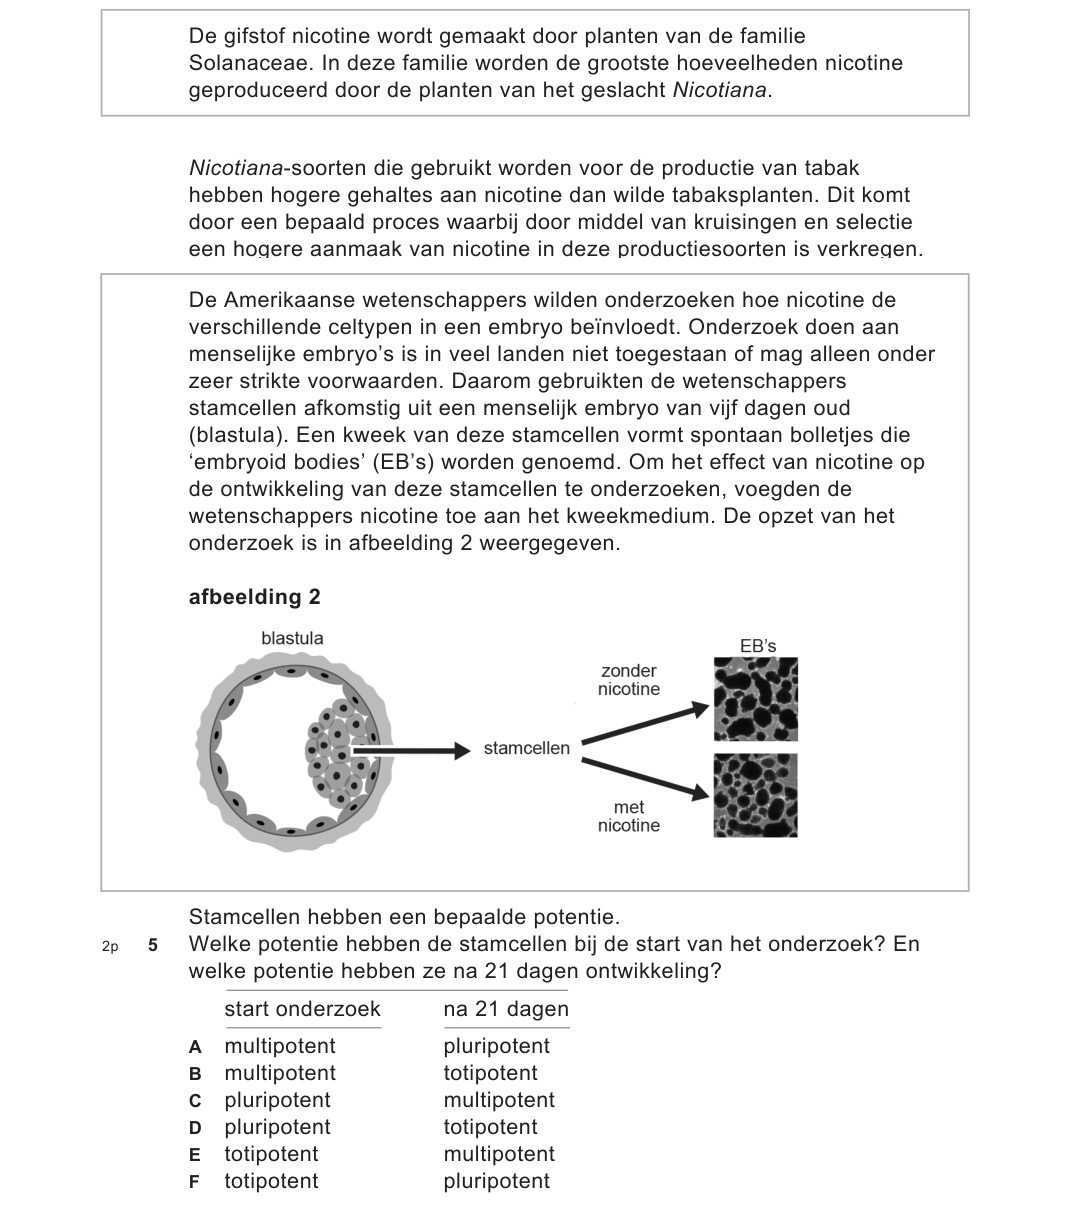 De gifstof nicotine wordt gemaakt door planten van de familie
Solanaceae. In deze familie worden de grootste hoeveelheden nicotine
geproduceerd door de planten van het geslacht Nicotiana.
Nicotiana-soorten die gebruikt worden voor de productie van tabak
hebben hogere gehaltes aan nicotine dan wilde tabaksplanten. Dit komt
door een bepaald proces waarbij door middel van kruisingen en selectie
een hogere aanmaak van nicotine in deze productiesoorten is verkregen.
De Amerikaanse wetenschappers wilden onderzoeken hoe nicotine de
verschillende celtypen in een embryo beïnvloedt. Onderzoek doen aan
menselijke embryo’s is in veel landen niet toegestaan of mag alleen onder
zeer strikte voorwaarden. Daarom gebruikten de wetenschappers
stamcellen afkomstig uit een menselijk embryo van vijf dagen oud
(blastula). Een kweek van deze stamcellen vormt spontaan bolletjes die
‘embryoid bodies’ (EB’s) worden genoemd. Om het effect van nicotine op
de ontwikkeling van deze stamcellen te onderzoeken, voegden de
wetenschappers nicotine toe aan het kweekmedium. De opzet van het
onderzoek is in afbeelding 2 weergegeven.
afbeelding 2
blastula
EB’s
zonder
nicotine
stamcellen
met
nicotine
Stamcellen hebben een bepaalde potentie.
2p 5 Welke potentie hebben de stamcellen bij de start van het onderzoek? En
welke potentie hebben ze na 21 dagen ontwikkeling?
start onderzoek na 21 dagen
A multipotent pluripotent
B multipotent totipotent
C pluripotent multipotent
D pluripotent totipotent
E totipotent multipotent
F totipotent pluripotent